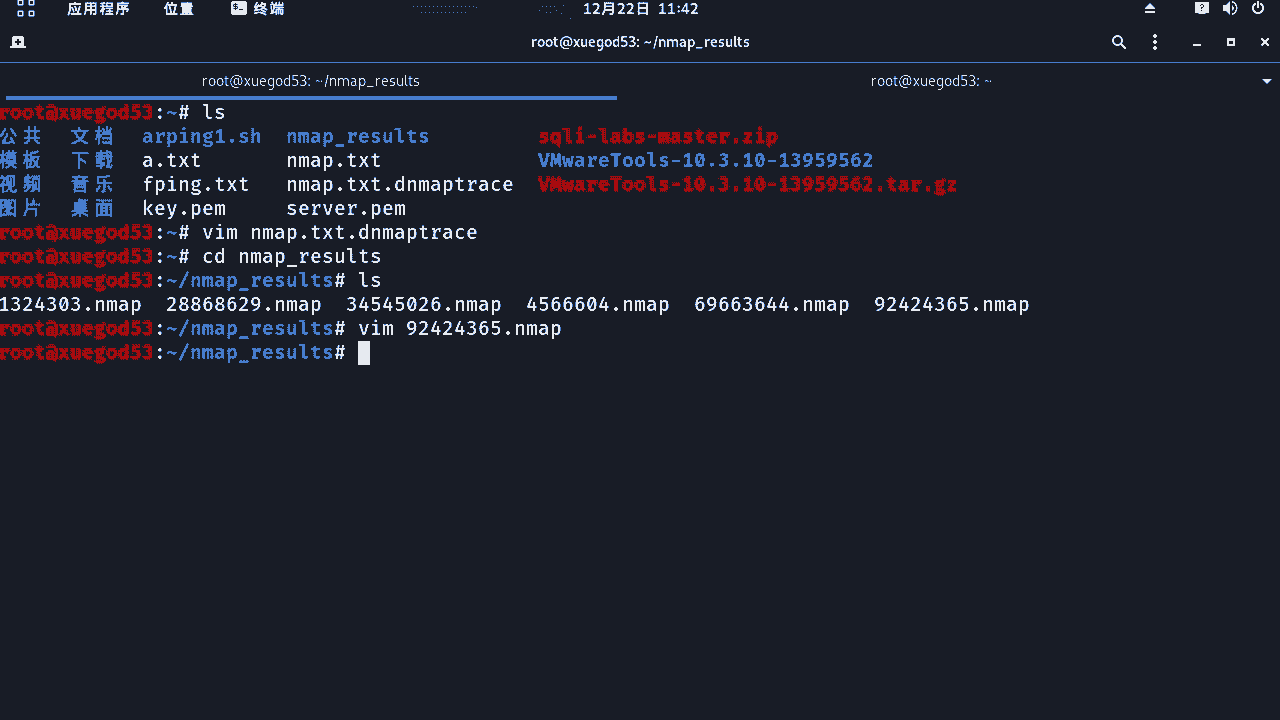 应用程序 位置 终端 12月22日 11:42
root@xuegod53: ~/nmap_results
root@xuegod53: ~/nmap_results root@xuegod53: ~
root@xuegod53:~# ls
公共 文档 arping1.sh nmap_results sqli-labs-master.zip
模板 下载 a.txt nmap.txt VMwareTools-10.3.10-13959562
视频 音乐 fping.txt nmap.txt.dnmaptrace VMwareTools-10.3.10-13959562.tar.gz
图片 桌面 key.pem server.pem
root@xuegod53:~# vim nmap.txt.dnmaptrace
root@xuegod53:~# cd nmap_results
root@xuegod53:~/nmap_results# ls
1324303.nmap 28868629.nmap 34545026.nmap 4566604.nmap 69663644.nmap 92424365.nmap
root@xuegod53:~/nmap_results# vim 92424365.nmap
root@xuegod53:~/nmap_results#